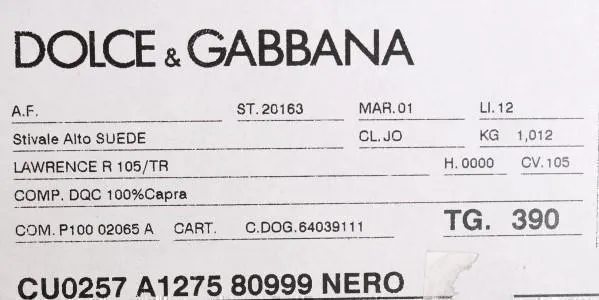 DOLCE & GABBANA
A.F. ST. 20163 MAR. 01 LI. 12
Stivale Alto SUEDE CL. JO KG 1,012
LAWRENCE R 105/TR H. 0000 CV. 105
COMP. DQC 100%Capra
COM. P100 02065 A CART. C.DOG. 64039111 TG. 390
CU0257 A1275 80999 NERO